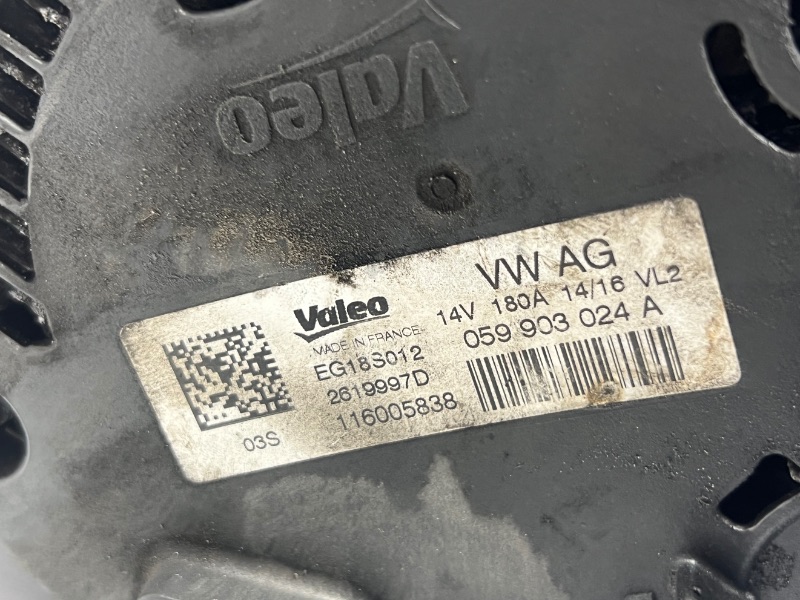 Valeo
VW AG
14V 180A 14/16 VL2
059 903 024 A
Valeo
MADE IN FRANCE
EG18S012
2619997D
116005838
03S